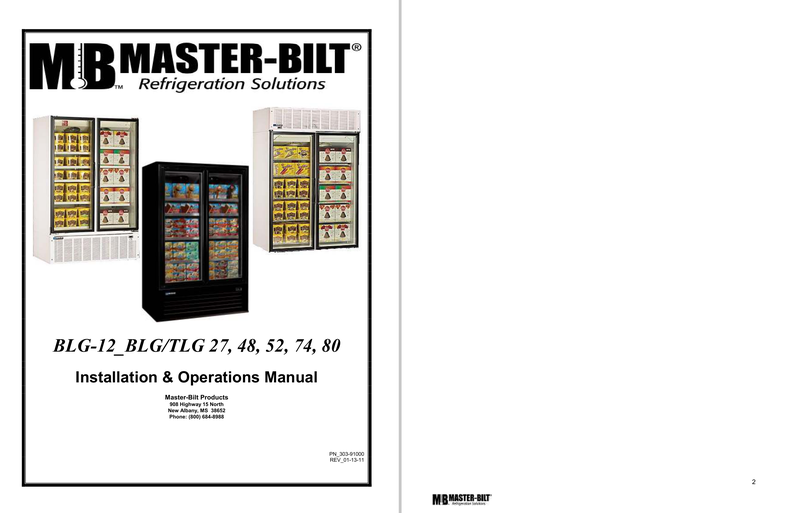 MB™ MASTER-BILT®
Refrigeration Solutions
BLG-12_BLG/TLG 27, 48, 52, 74, 80
Installation & Operations Manual
Master-Bilt Products
908 Highway 15 North
New Albany, MS 38652
Phone: (800) 684-8988
PN_303-91000
REV_01-13-11
2
MB MASTER-BILT®
Refrigeration Solutions